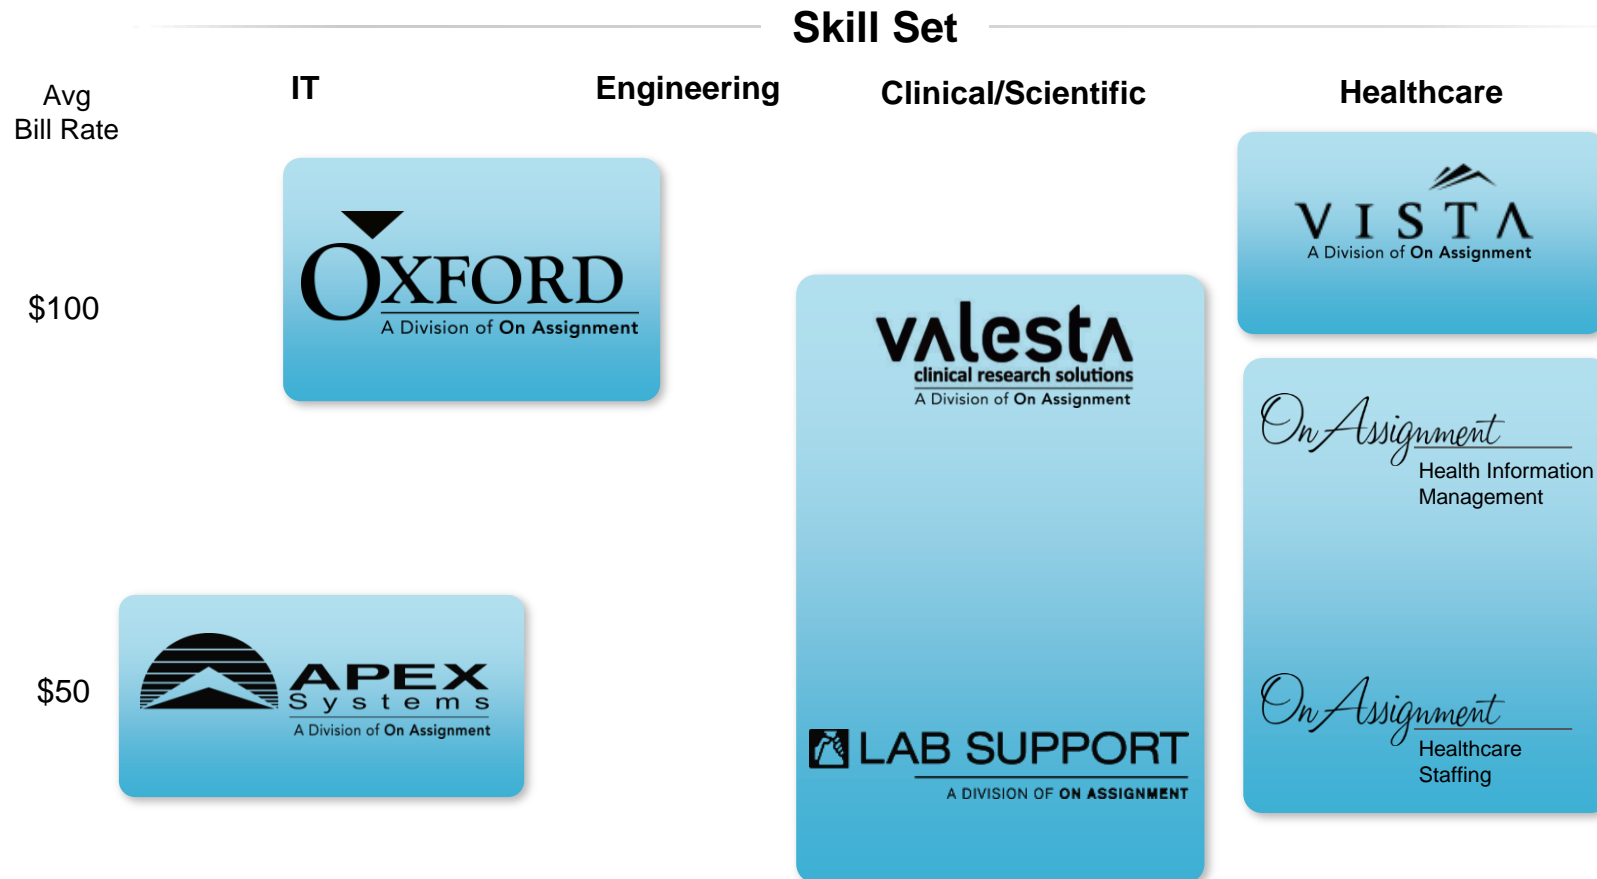 Skill Set
Avg
Bill Rate
IT
Engineering
Clinical/Scientific
Healthcare
$100
OXFORD
A Division of On Assignment
VISTA
A Division of On Assignment
valesta
clinical research solutions
A Division of On Assignment
On Assignment
Health Information
Management
$50
APEX
Systems
A Division of On Assignment
LAB SUPPORT
A DIVISION OF ON ASSIGNMENT
On Assignment
Healthcare
Staffing